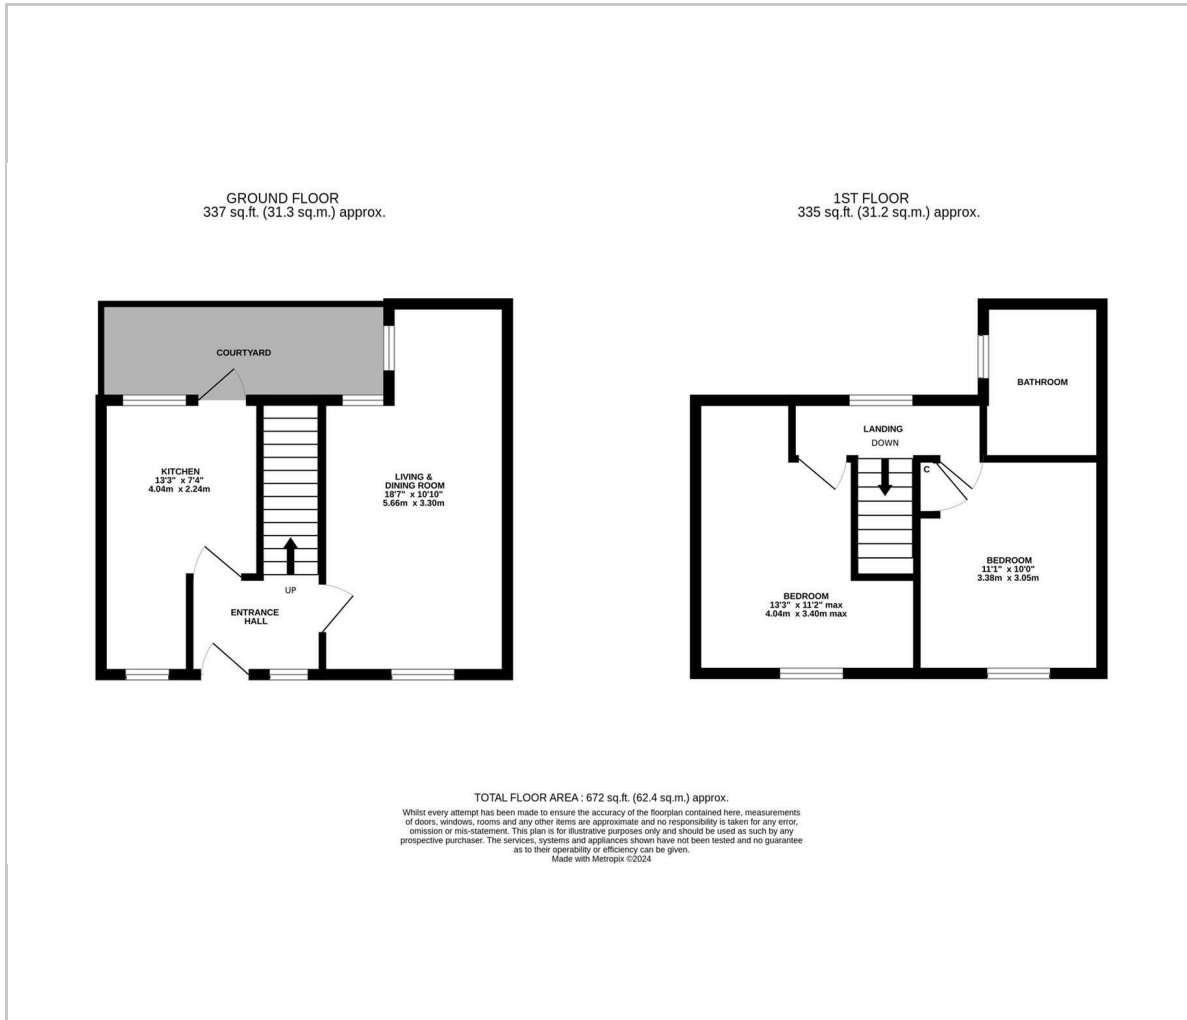 GROUND FLOOR
337 sq.ft. (31.3 sq.m.) approx.
1ST FLOOR
335 sq.ft. (31.2 sq.m.) approx.
COURTYARD
KITCHEN
13'3" x 7'4"
4.04m x 2.24m
LIVING &
DINING ROOM
18'7" x 10'10"
5.66m x 3.30m
UP
ENTRANCE
HALL
BATHROOM
LANDING
DOWN
C
BEDROOM
11'1" x 10'0"
3.38m x 3.05m
BEDROOM
13'3" x 11'2" max
4.04m x 3.40m max
TOTAL FLOOR AREA : 672 sq.ft. (62.4 sq.m.) approx.
Whilst every attempt has been made to ensure the accuracy of the floorplan contained here, measurements
of doors, windows, rooms and any other items are approximate and no responsibility is taken for any error,
omission or mis-statement. This plan is for illustrative purposes only and should be used as such by any
prospective purchaser. The services, systems and appliances shown have not been tested and no guarantee
as to their operability or efficiency can be given.
Made with Metropix ©2024